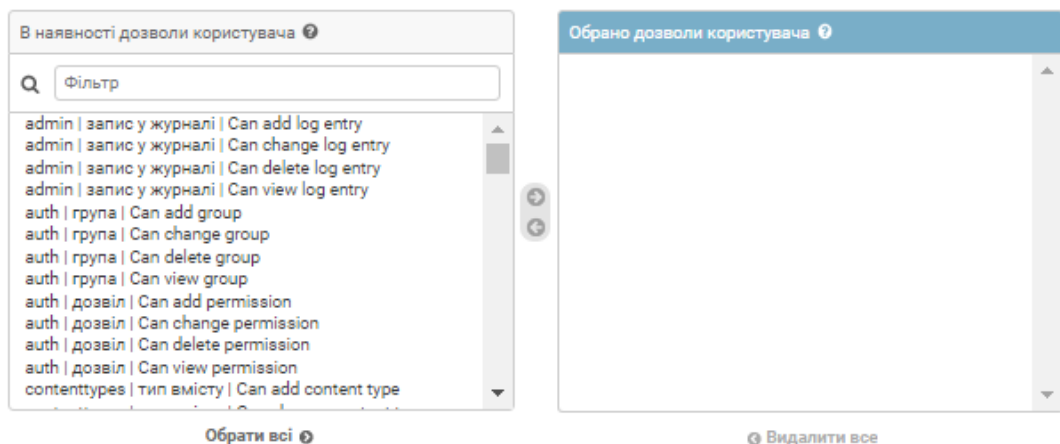 В наявності дозволи користувача
Обрано дозволи користувача
Фільтр
admin | запис у журналі | Can add log entry
admin | запис у журналі | Can change log entry
admin | запис у журналі | Can delete log entry
admin | запис у журналі | Can view log entry
auth | група | Can add group
auth | група | Can change group
auth | група | Can delete group
auth | група | Can view group
auth | дозвіл | Can add permission
auth | дозвіл | Can change permission
auth | дозвіл | Can delete permission
auth | дозвіл | Can view permission
contenttypes | тип вмісту | Can add content type
Обрати всі
Видалити все